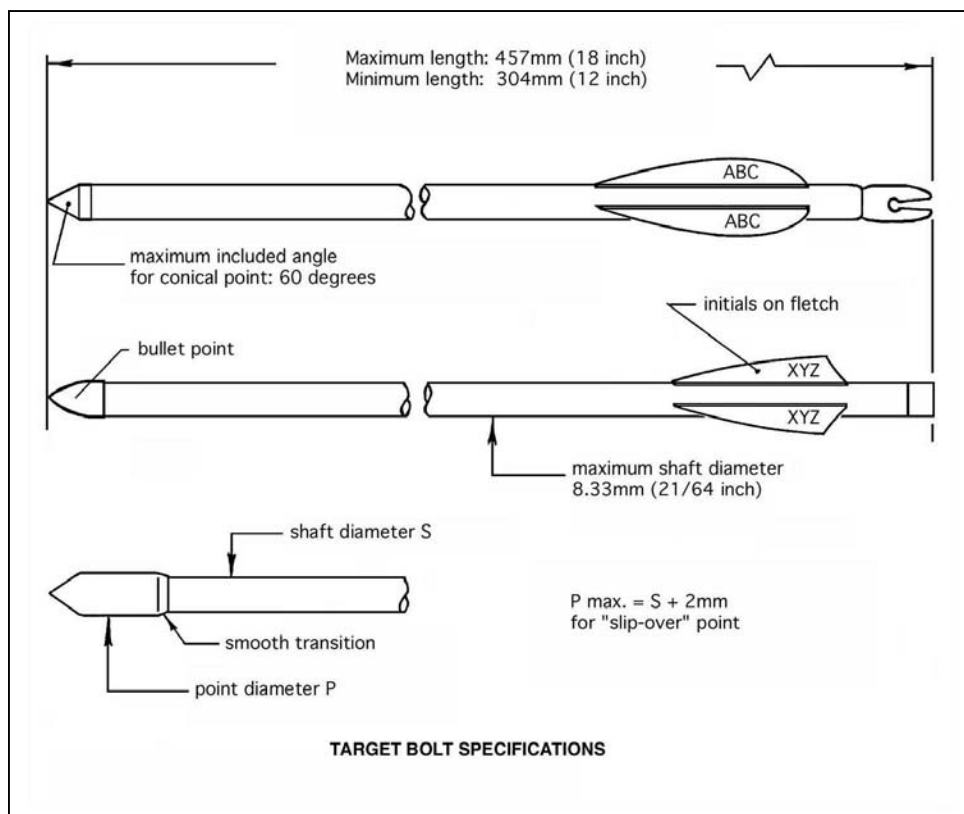 Maximum length: 457mm (18 inch)
Minimum length: 304mm (12 inch)
ABC
ABC
maximum included angle
for conical point: 60 degrees
initials on fletch
bullet point
XYZ
XYZ
maximum shaft diameter
8.33mm (21/64 inch)
shaft diameter S
P max. = S + 2mm
for "slip-over" point
smooth transition
point diameter P
TARGET BOLT SPECIFICATIONS